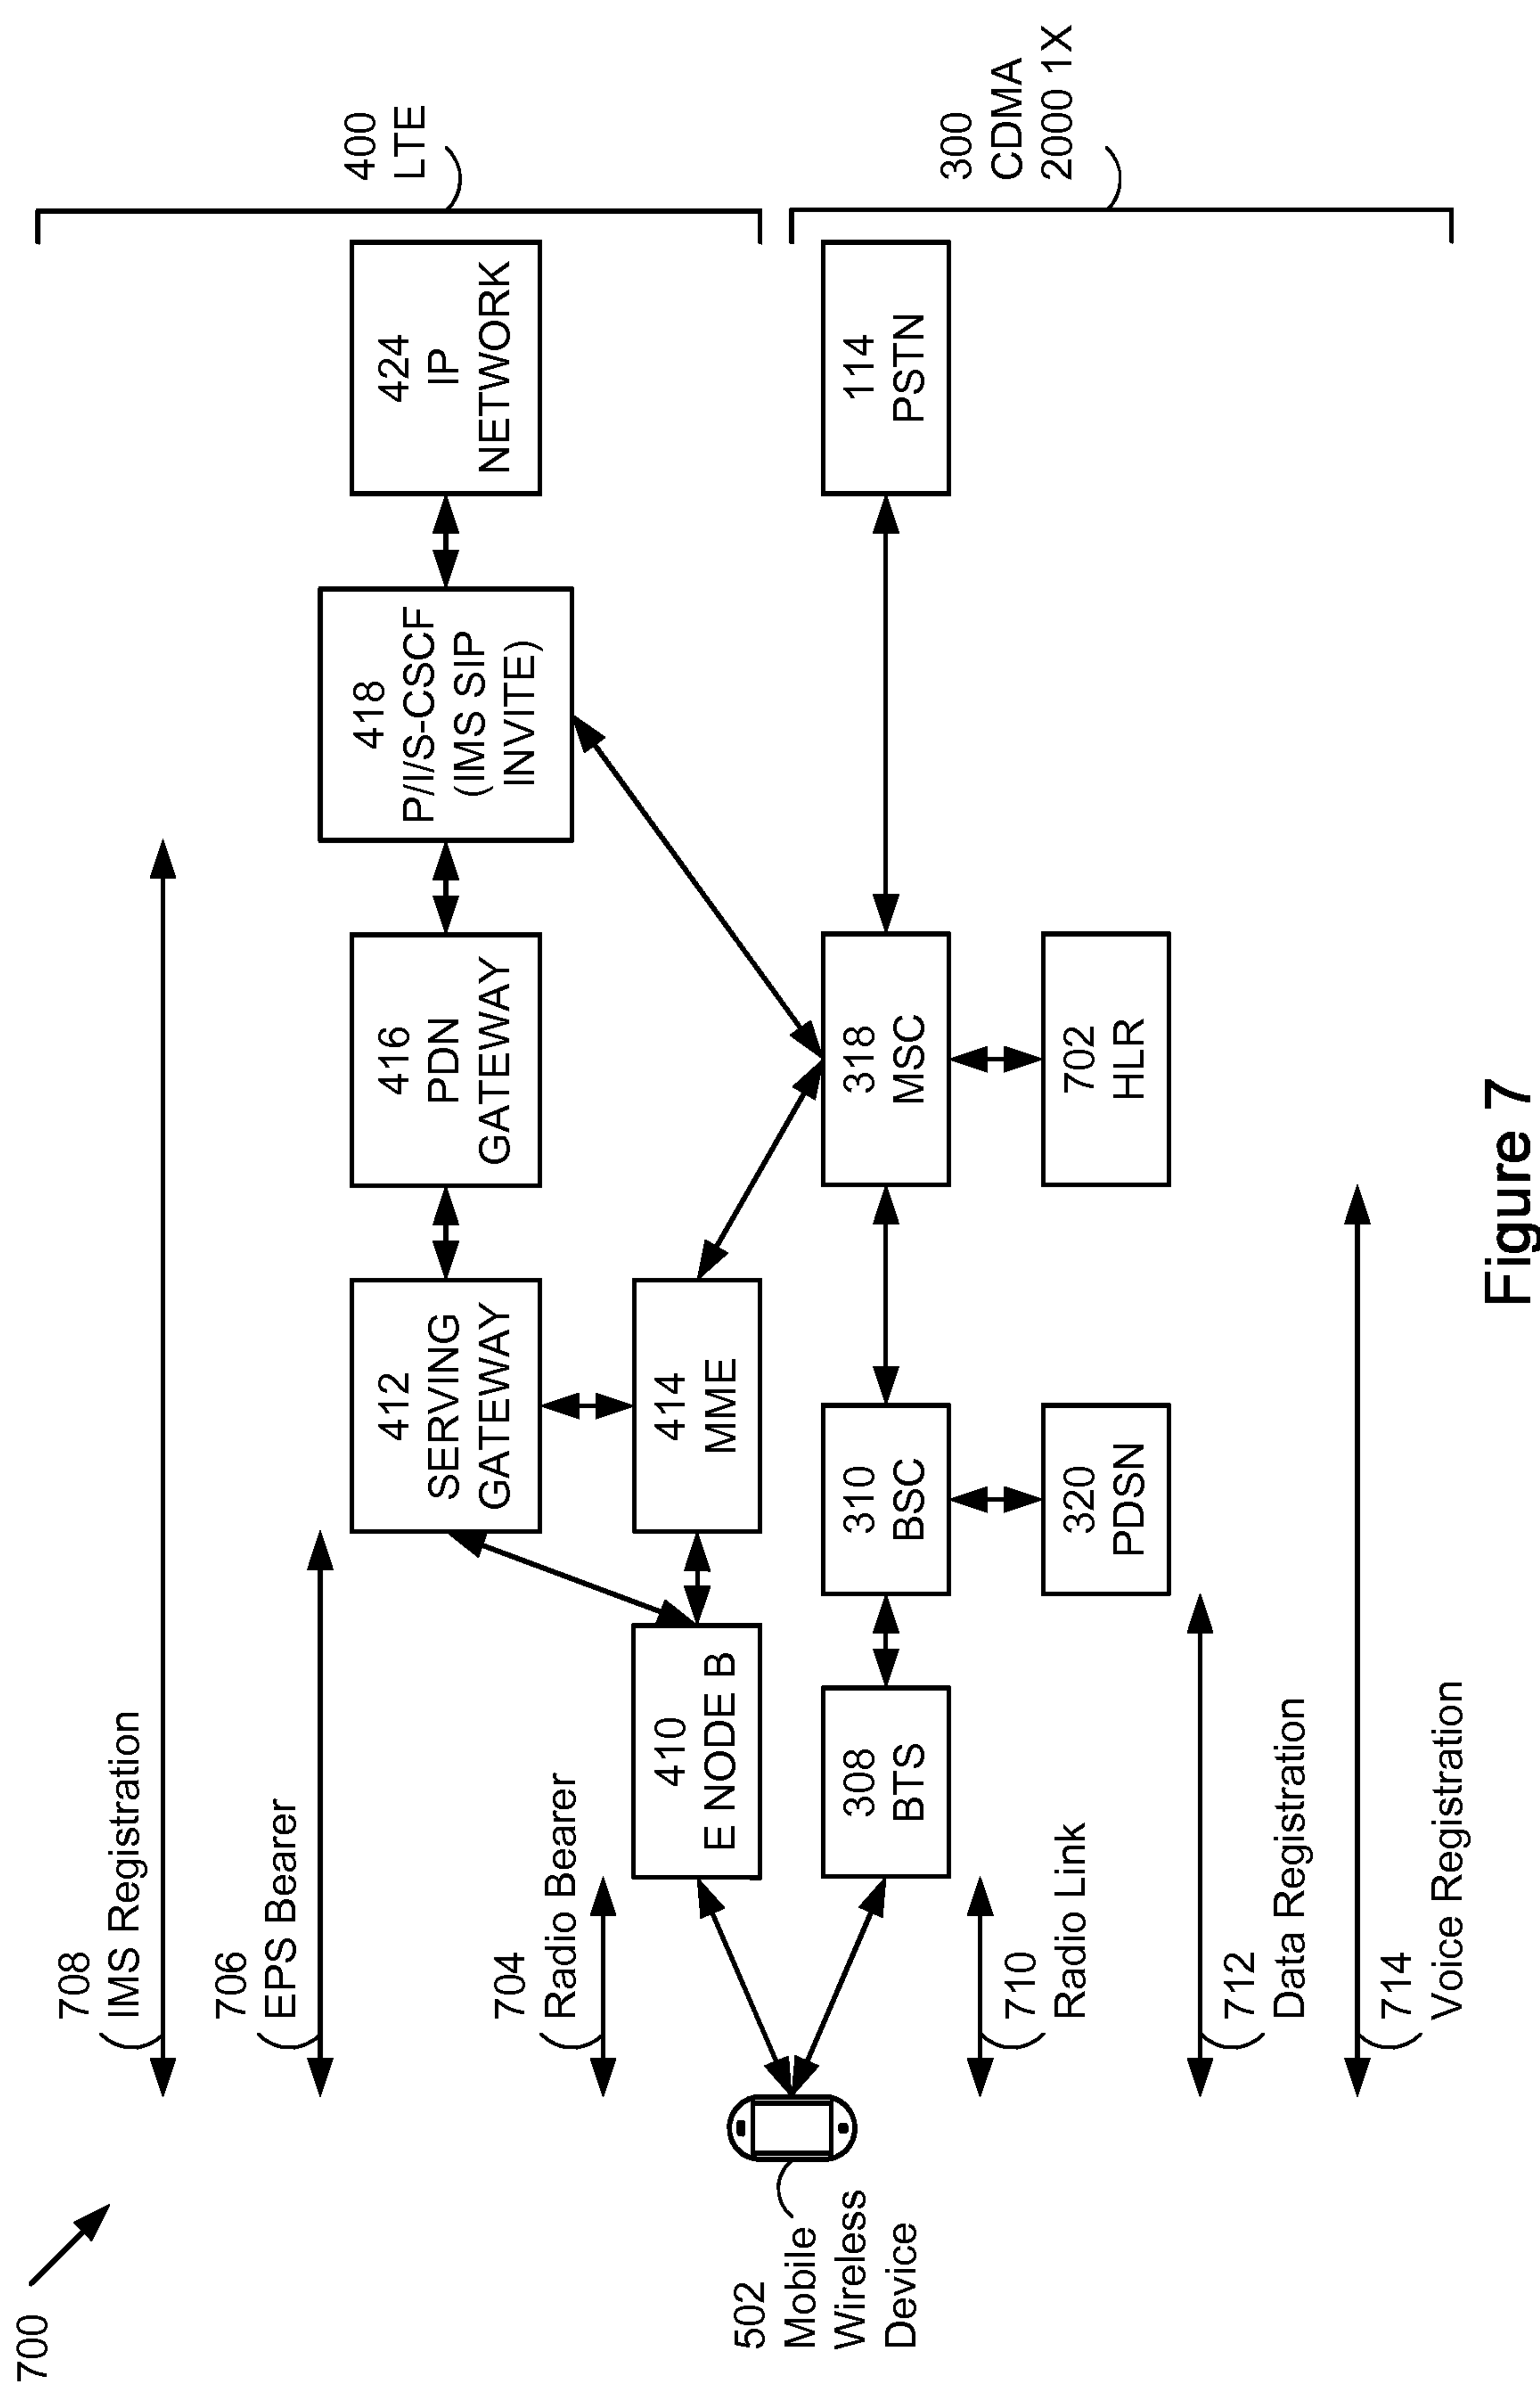 700
708
IMS Registration
706
EPS Bearer
704
Radio Bearer
400
LTE
412
SERVING
GATEWAY
416
PDN
GATEWAY
418
P/I/S-CSCF
(IMS SIP
INVITE)
424
IP
NETWORK
410
E NODE B
414
MME
502
Mobile
Wireless
Device
300
CDMA
2000 1X
308
BTS
310
BSC
318
MSC
114
PSTN
320
PDSN
702
HLR
710
Radio Link
712
Data Registration
714
Voice Registration
Figure 7